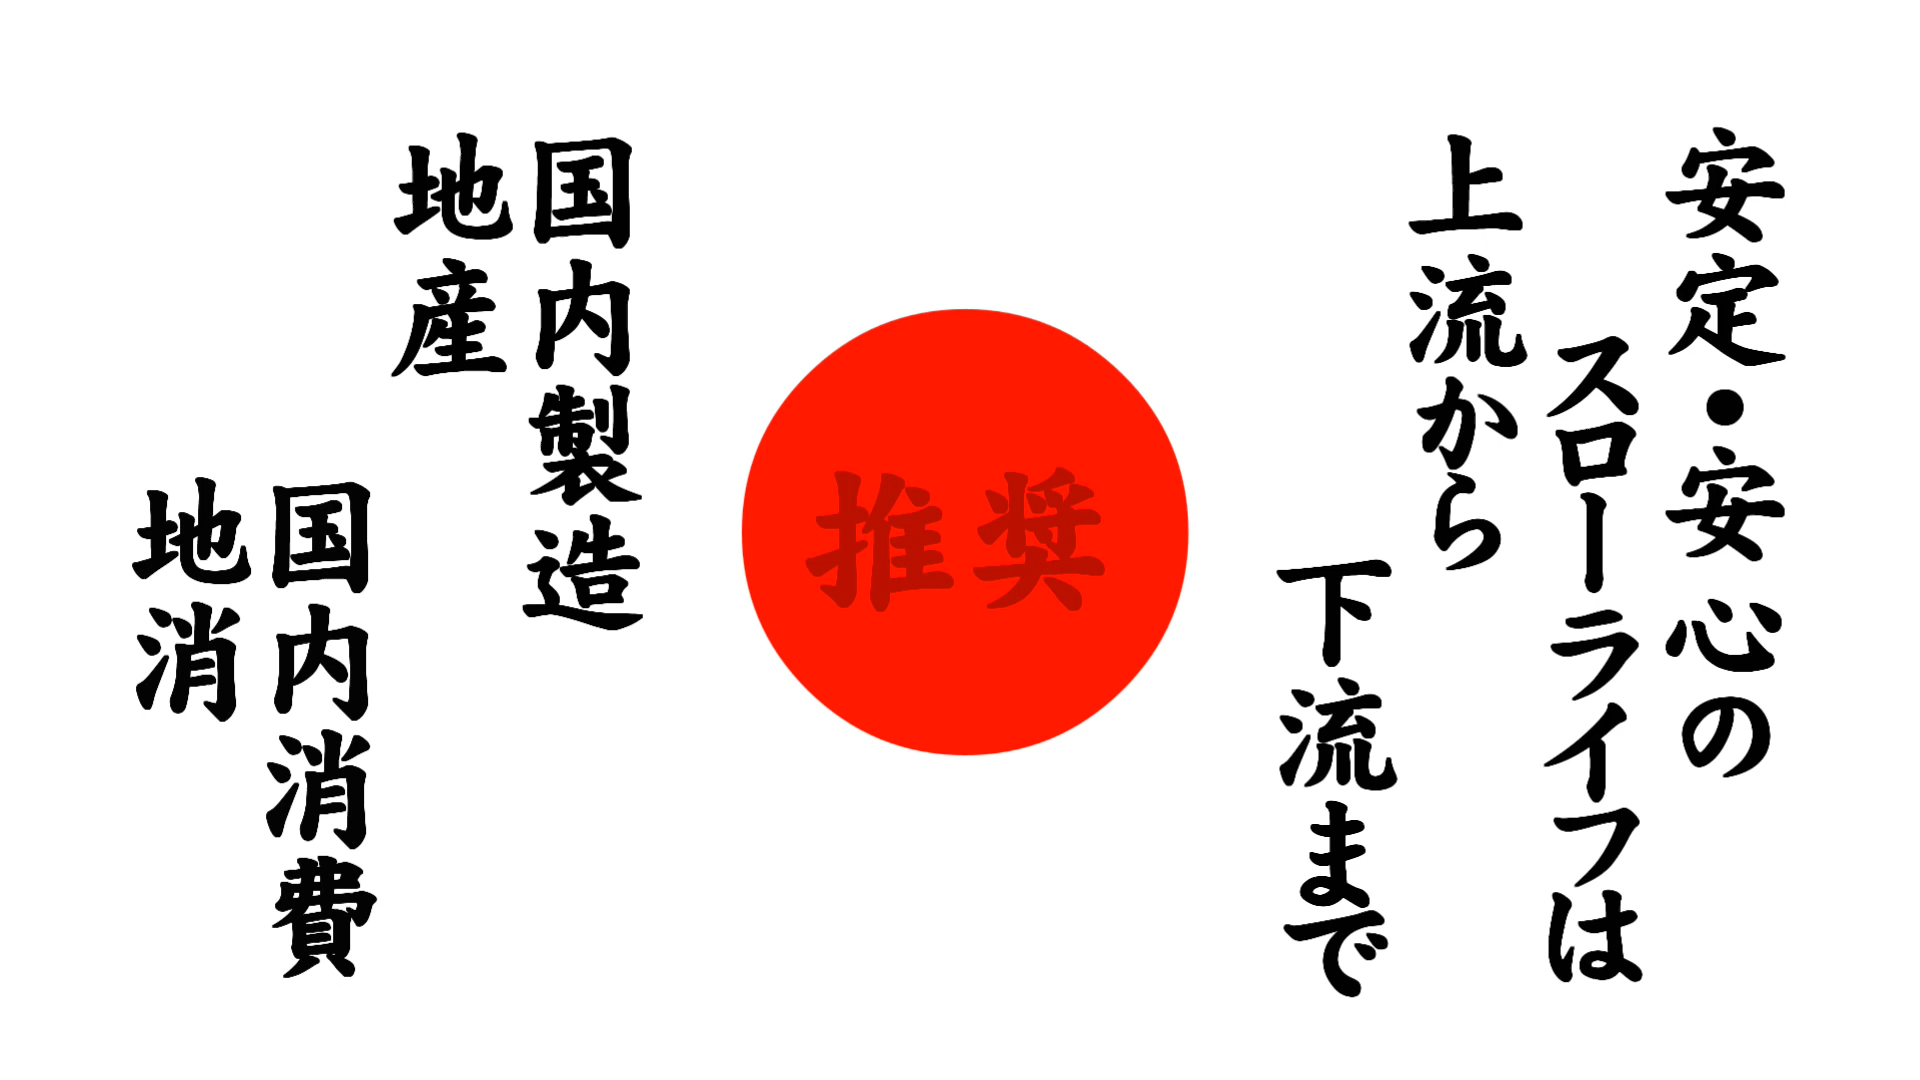 安定・安心の
スローライフは
上流から
下流まで
推奨
国内製造
地産
国内消費
地消